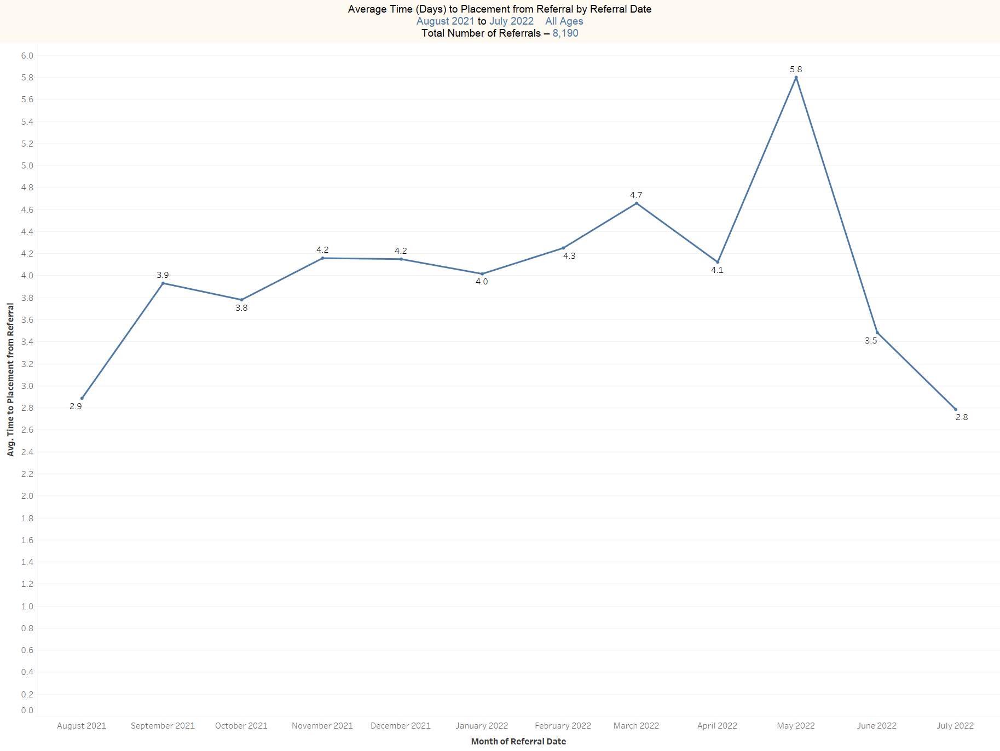 Average Time (Days) to Placement from Referral by Referral Date
August 2021 to July 2022 All Ages
Total Number of Referrals – 8,190
6.0
5.8
5.6
5.4
5.2
5.0
4.8
4.6
4.4
4.2
4.0
3.8
3.6
3.4
3.2
3.0
2.8
2.6
2.4
2.2
2.0
1.8
1.6
1.4
1.2
1.0
0.8
0.6
0.4
0.2
0.0
Avg. Time to Placement from Referral
2.9
3.9
3.8
4.2
4.2
4.0
4.3
4.7
4.1
5.8
3.5
2.8
August 2021
September 2021
October 2021
November 2021
December 2021
January 2022
February 2022
March 2022
April 2022
May 2022
June 2022
July 2022
Month of Referral Date